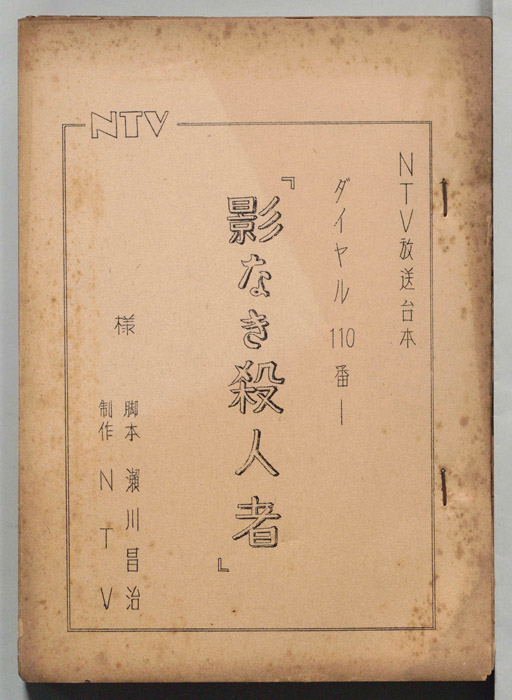 NTV
NTV放送台本
ダイヤル110番―
『影なき殺人者』
様
脚本 瀬川昌治
制作 NTV